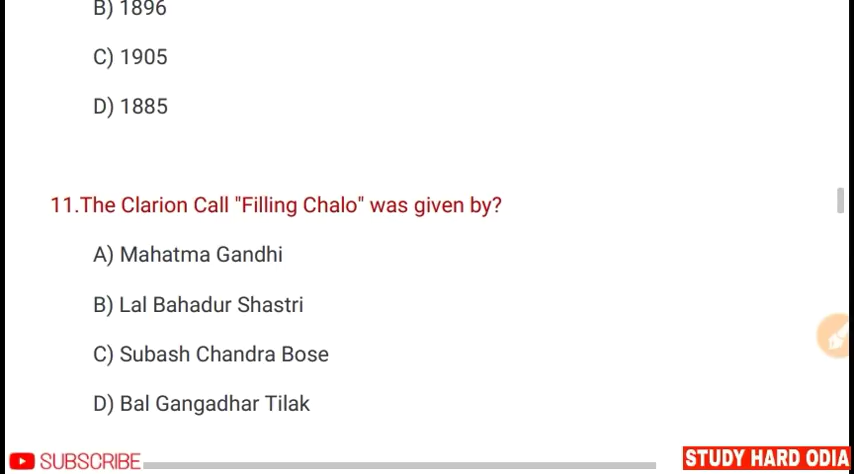 B) 1896
C) 1905
D) 1885
11.The Clarion Call "Filling Chalo" was given by?
A) Mahatma Gandhi
B) Lal Bahadur Shastri
C) Subash Chandra Bose
D) Bal Gangadhar Tilak
SUBSCRIBE
STUDY HARD ODIA